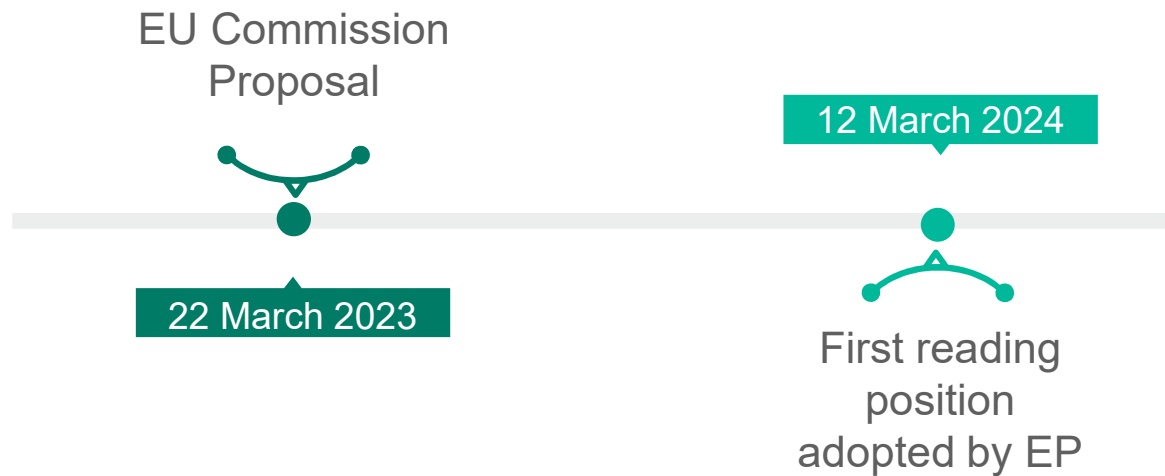 EU Commission
Proposal
22 March 2023
12 March 2024
First reading
position
adopted by EP